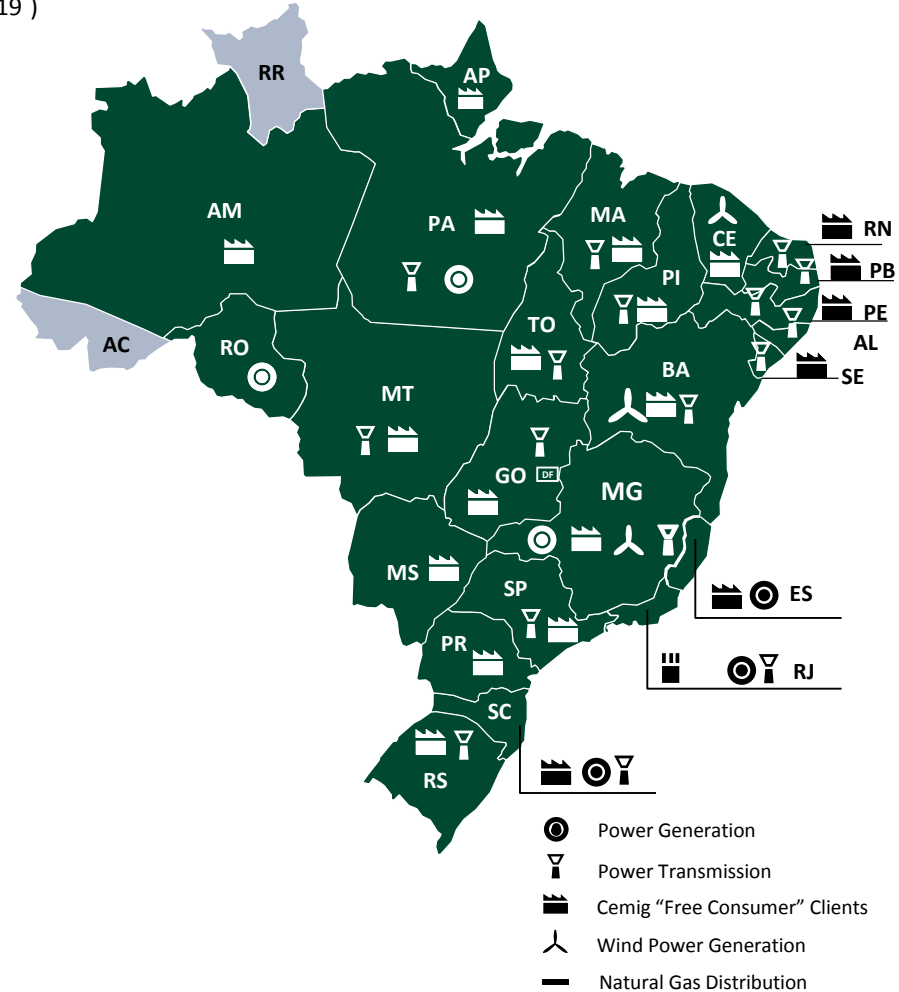 19 )
RR
AP
AM
PA
MA
CE
RN
PI
PB
PE
TO
AL
AC
RO
BA
SE
MT
GO
DF
MG
MS
SP
ES
PR
RJ
SC
RS
Power Generation
Power Transmission
Cemig “Free Consumer” Clients
Wind Power Generation
Natural Gas Distribution